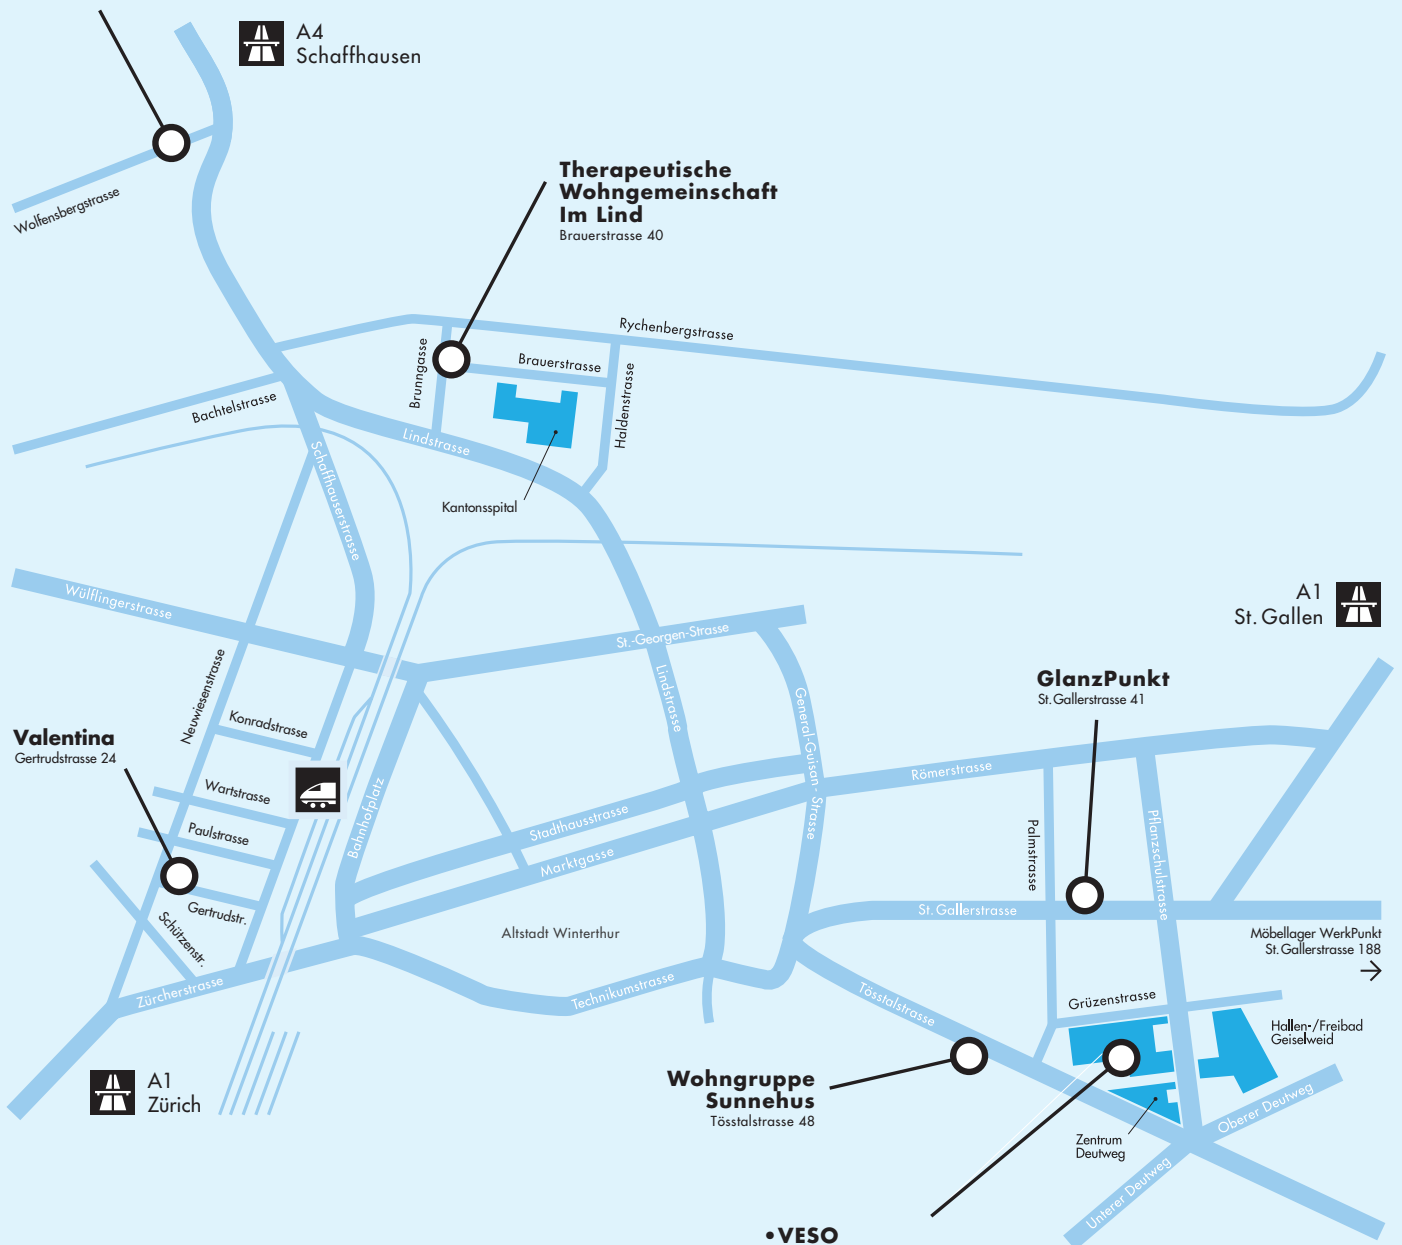 A4
Schaffhausen
Wolfensbergstrasse
Therapeutische
Wohngemeinschaft
Im Lind
Brauerstrasse 40
Rychenbergstrasse
Brunngasse
Brauerstrasse
Haldenstrasse
Bachtelstrasse
Lindstrasse
Schaffhauserstrasse
Kantonsspital
Wülflingerstrasse
A1
St. Gallen
St.-Georgen-Strasse
Neuwiesenstrasse
Lindstrasse
General-Guisan-Strasse
GlanzPunkt
St. Gallerstrasse 41
Konradstrasse
Valentina
Gertrudstrasse 24
Wartstrasse
Bahnhofplatz
Römerstrasse
Paulstrasse
Stadthausstrasse
Marktgasse
Palmstrasse
Pflanzschulstrasse
Gertrudstr.
Schützenstr.
St. Gallerstrasse
Altstadt Winterthur
Möbellager WerkPunkt
St. Gallerstrasse 188
Zürcherstrasse
Technikumstrasse
Tösstalstrasse
Grüzenstrasse
Hallen-/Freibad
Geiselweid
A1
Zürich
Wohngruppe
Sunnehus
Tösstalstrasse 48
Zentrum
Deutweg
Oberer Deutweg
Unterer Deutweg
•VESO